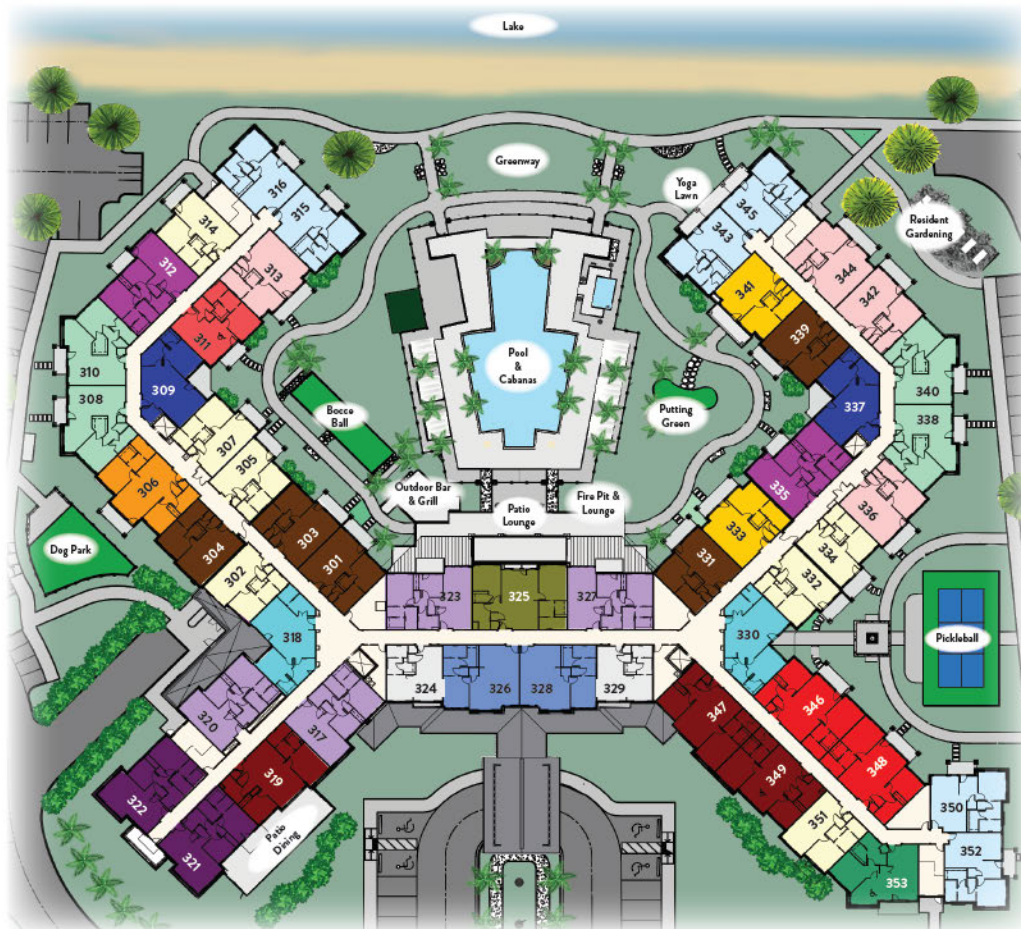 Lake
Greenway
Yoga
Lawn
Resident
Gardening
316
315
314
313
312
311
310
309
308
307
305
306
303
304
301
302
345
343
344
342
341
339
340
338
337
335
336
333
334
332
331
Pool
&
Cabanas
Bocce
Ball
Putting
Green
Outdoor Bar
& Grill
Patio
Lounge
Fire Pit &
Lounge
Dog Park
Pickleball
323
325
327
318
330
324
326
328
329
320
317
319
322
321
Patio
Dining
347
346
349
348
351
350
352
353